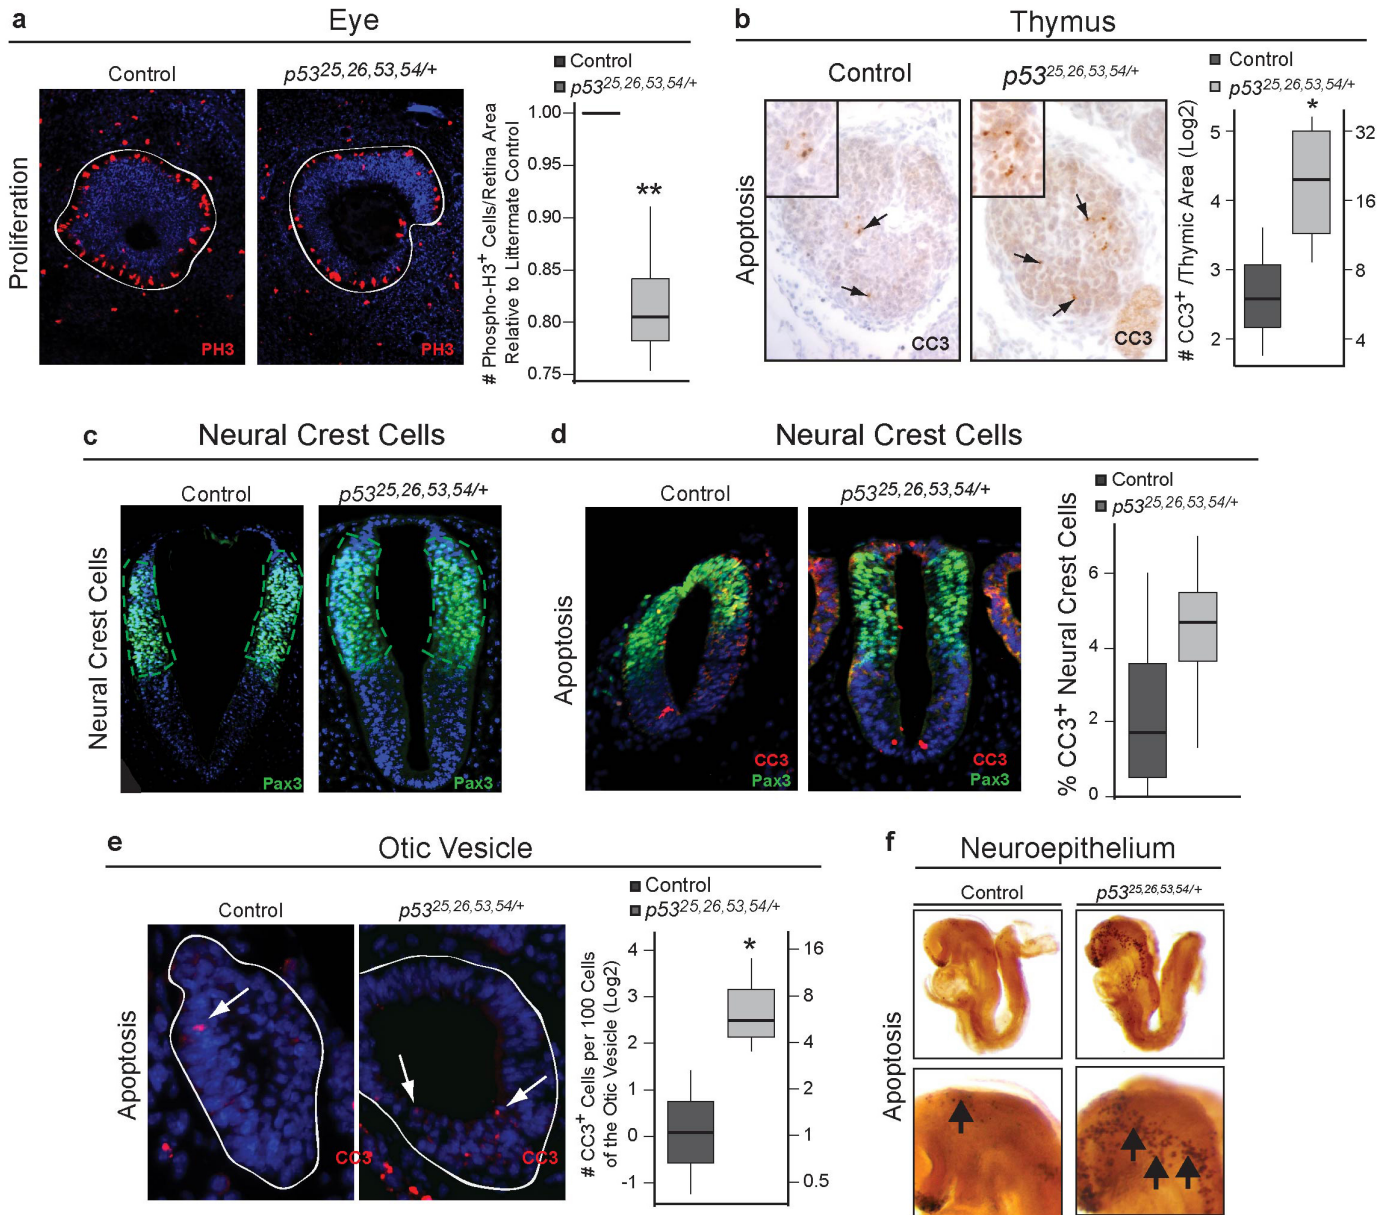 a
Eye
Control
p53^25,26,53,54/+
Proliferation
PH3
PH3
Control
p53^25,26,53,54/+
# Phospho-H3^+ Cells/Retina Area
Relative to Littermate Control
1.00
0.95
0.90
0.85
0.80
0.75
**
b
Thymus
Control
p53^25,26,53,54/+
Apoptosis
CC3
CC3
Control
p53^25,26,53,54/+
# CC3^+ /Thymic Area (Log2)
5
4
3
2
*
32
16
8
4
c
Neural Crest Cells
Control
p53^25,26,53,54/+
Neural Crest Cells
Pax3
Pax3
d
Neural Crest Cells
Control
p53^25,26,53,54/+
Apoptosis
CC3
Pax3
CC3
Pax3
Control
p53^25,26,53,54/+
% CC3^+ Neural Crest Cells
6
4
2
0
e
Otic Vesicle
Control
p53^25,26,53,54/+
Apoptosis
CC3
CC3
Control
p53^25,26,53,54/+
# CC3^+ Cells per 100 Cells
of the Otic Vesicle (Log2)
4
3
2
1
0
-1
*
16
8
4
2
1
0.5
f
Neuroepithelium
Control
p53^25,26,53,54/+
Apoptosis